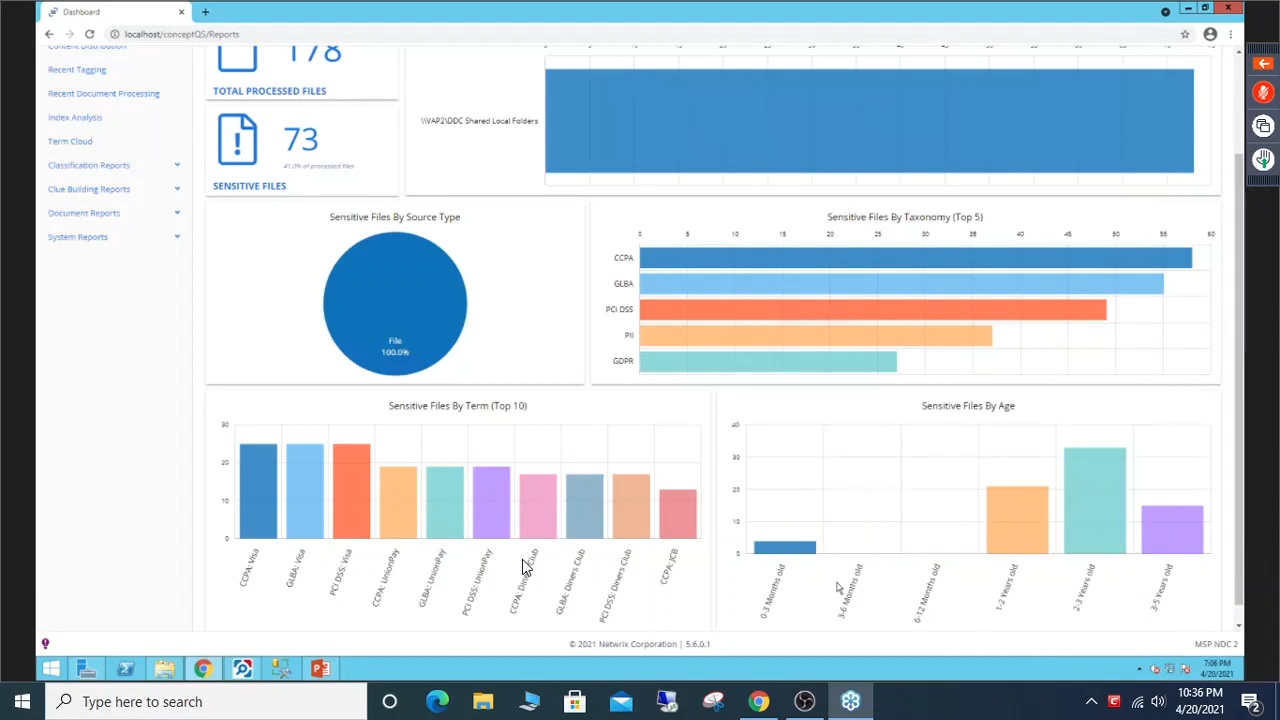 Dashboard
localhost/conceptQS/Reports
Content Distribution
Recent Tagging
Recent Document Processing
Index Analysis
Term Cloud
Classification Reports
Clue Building Reports
Document Reports
System Reports
178
TOTAL PROCESSED FILES
73
41.0% of processed files
SENSITIVE FILES
\\VAP2\DDC Shared Local Folders
Sensitive Files By Source Type
File
100.0%
Sensitive Files By Taxonomy (Top 5)
0 5 10 15 20 25 30 35 40 45 50 55 60
CCPA
GLBA
PCI DSS
PII
GDPR
Sensitive Files By Term (Top 10)
30
20
10
0
CCPA: Visa
GLBA: Visa
PCI DSS: Visa
CCPA: UnionPay
GLBA: UnionPay
PCI DSS: UnionPay
CCPA: Diners Club
GLBA: Diners Club
PCI DSS: Diners Club
CCPA: JCB
Sensitive Files By Age
40
30
20
10
0
0-3 Months old
3-6 Months old
6-12 Months old
1-2 Years old
2-3 Years old
3-5 Years old
© 2021 Netwrix Corporation | 5.6.0.1
MSP NDC 2
7:06 PM
4/20/2021
Type here to search
10:36 PM
4/20/2021
2